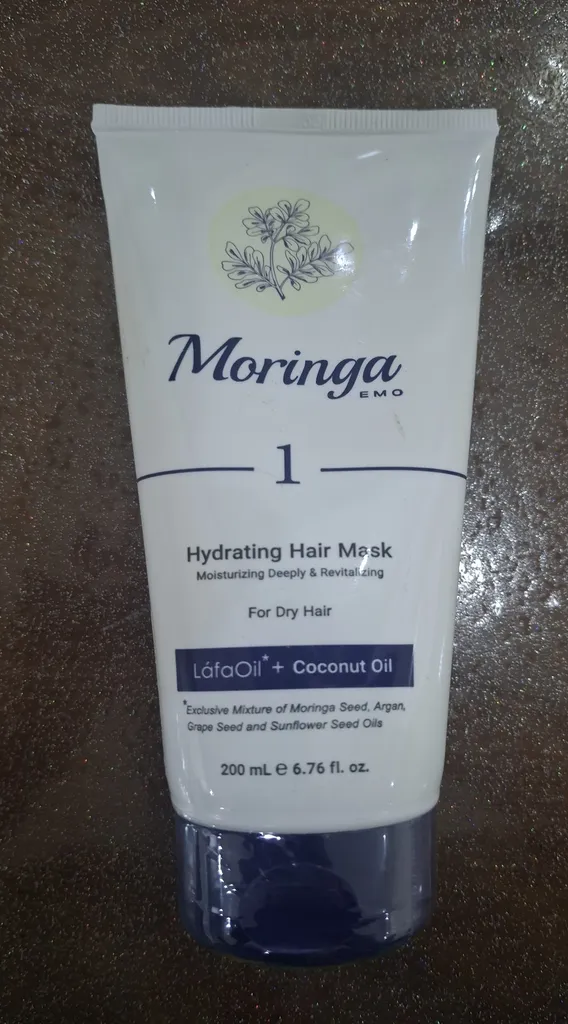 Moringa
EMO
1
Hydrating Hair Mask
Moisturizing Deeply & Revitalizing
For Dry Hair
LáfaOil* + Coconut Oil
*Exclusive Mixture of Moringa Seed, Argan,
Grape Seed and Sunflower Seed Oils
200 mL ℮ 6.76 fl. oz.